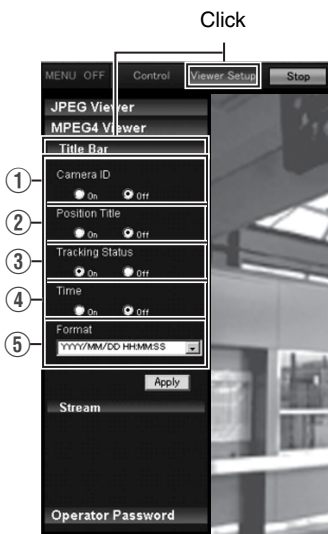 Click
MENU OFF Control Viewer Setup Stop
JPEG Viewer
MPEG4 Viewer
Title Bar
① Camera ID
On Off
② Position Title
On Off
③ Tracking Status
On Off
④ Time
On Off
⑤ Format
YYYY/MM/DD HH:MM:SS
Apply
Stream
Operator Password